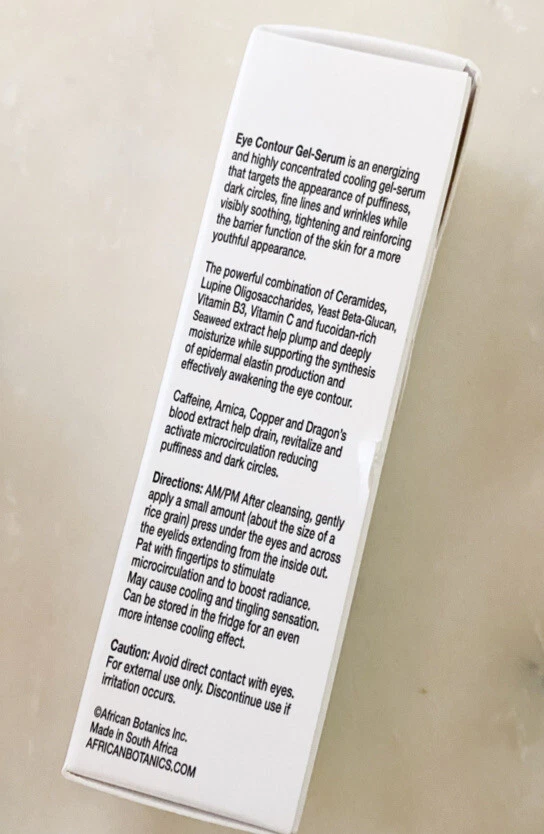 Eye Contour Gel-Serum is an energizing
and highly concentrated cooling gel-serum
that targets the appearance of puffiness,
dark circles, fine lines and wrinkles while
visibly soothing, tightening and reinforcing
the barrier function of the skin for a more
youthful appearance.
The powerful combination of Ceramides,
Lupine Oligosaccharides, Yeast Beta-Glucan,
Vitamin B3, Vitamin C and fucoidan-rich
Seaweed extract help plump and deeply
moisturize while supporting the synthesis
of epidermal elastin production and
effectively awakening the eye contour.
Caffeine, Arnica, Copper and Dragon's
blood extract help drain, revitalize and
activate microcirculation reducing
puffiness and dark circles.
Directions: AM/PM After cleansing, gently
apply a small amount (about the size of a
rice grain) press under the eyes and across
the eyelids extending from the inside out.
Pat with fingertips to stimulate
microcirculation and to boost radiance.
May cause cooling and tingling sensation.
Can be stored in the fridge for an even
more intense cooling effect.
Caution: Avoid direct contact with eyes.
For external use only. Discontinue use if
irritation occurs.
©African Botanics Inc.
Made in South Africa
AFRICANBOTANICS.COM